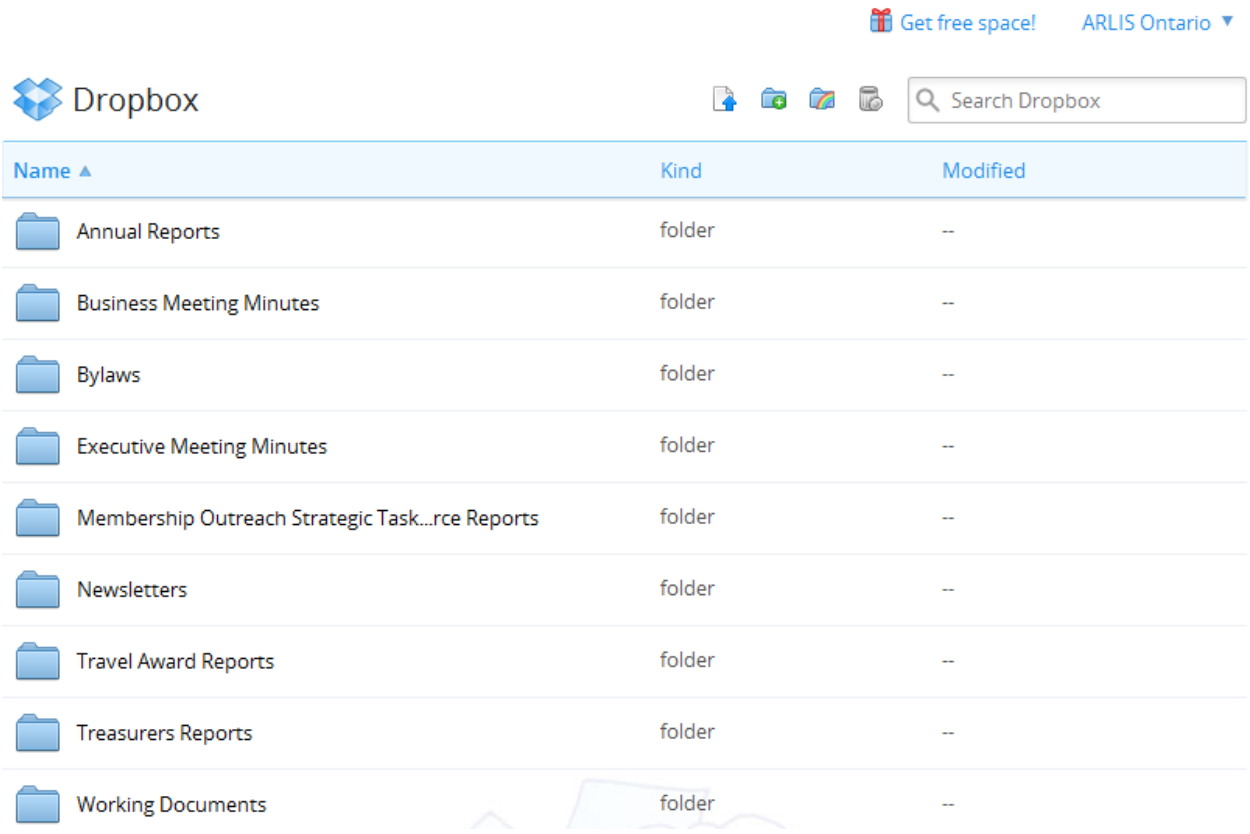 Get free space! ARLIS Ontario
Dropbox Search Dropbox
Name Kind Modified
Annual Reports folder --
Business Meeting Minutes folder --
Bylaws folder --
Executive Meeting Minutes folder --
Membership Outreach Strategic Task...rce Reports folder --
Newsletters folder --
Travel Award Reports folder --
Treasurers Reports folder --
Working Documents folder --